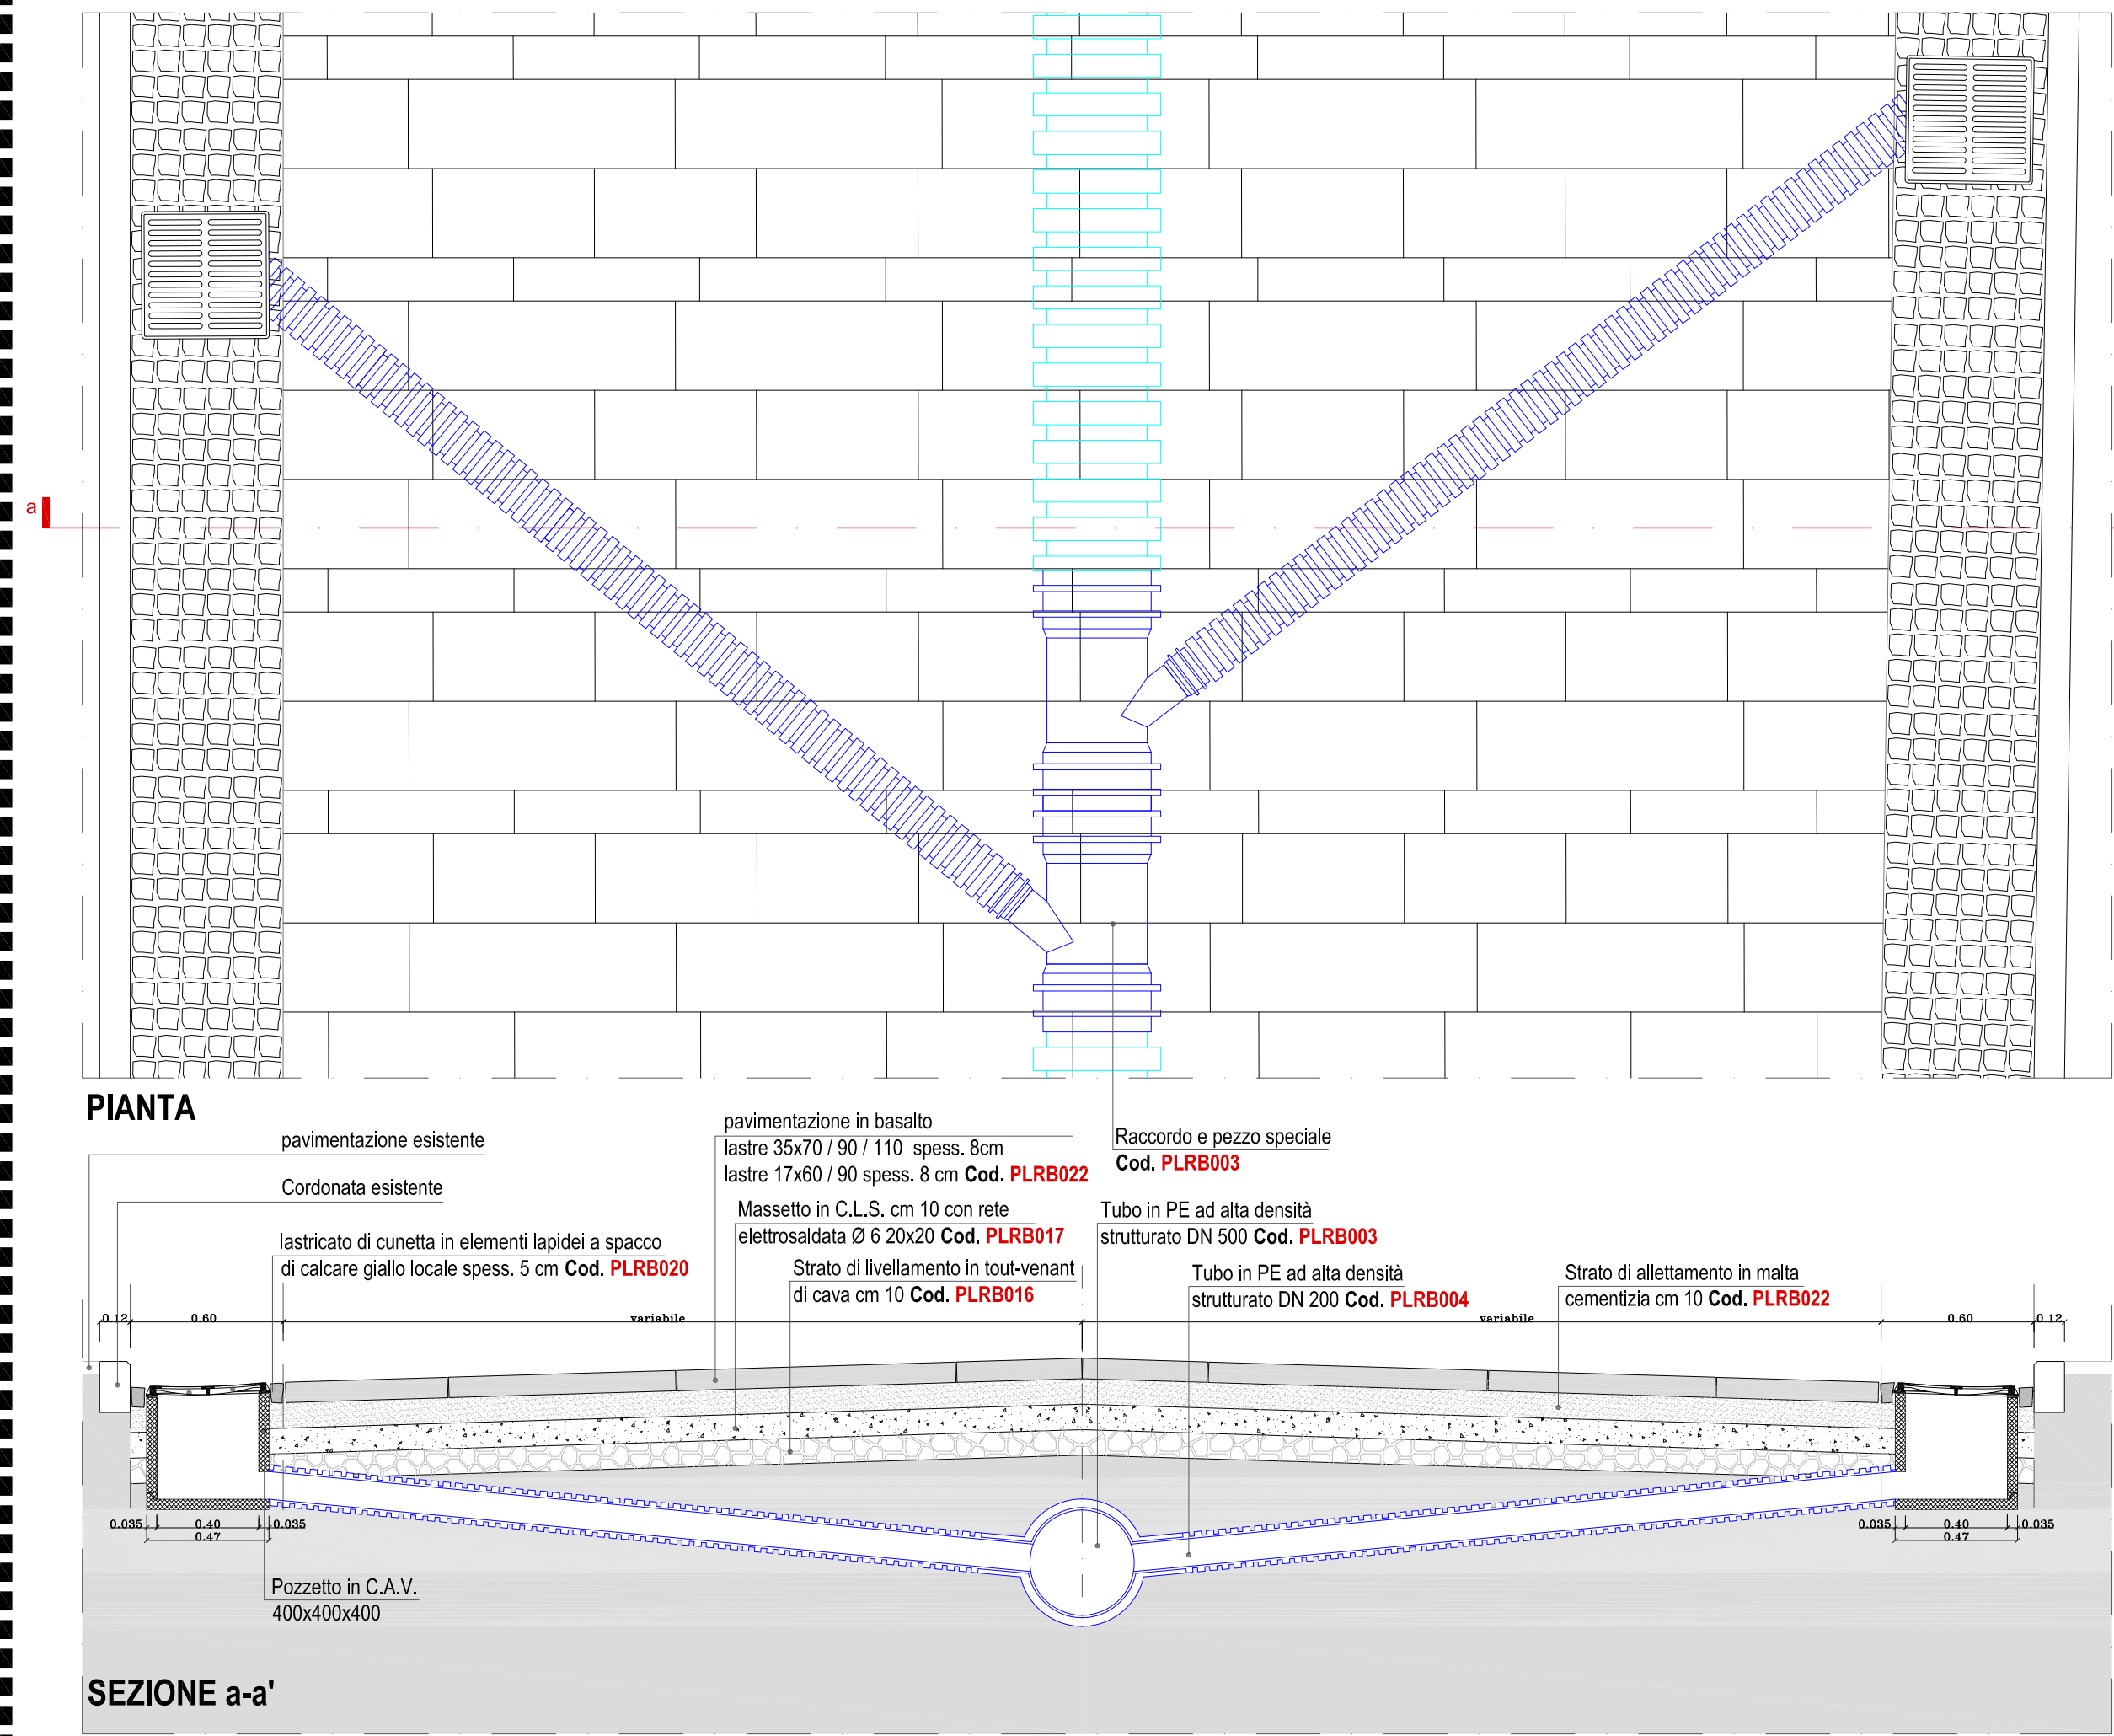 a
PIANTA
pavimentazione esistente
Cordonata esistente
lastricato di cunetta in elementi lapidei a spacco
di calcare giallo locale spess. 5 cm Cod. PLRB020
pavimentazione in basalto
lastre 35x70 / 90 / 110 spess. 8cm
lastre 17x60 / 90 spess. 8 cm Cod. PLRB022
Massetto in C.L.S. cm 10 con rete
elettrosaldata Ø 6 20x20 Cod. PLRB017
Strato di livellamento in tout-venant
di cava cm 10 Cod. PLRB016
Raccordo e pezzo speciale
Cod. PLRB003
Tubo in PE ad alta densità
strutturato DN 500 Cod. PLRB003
Tubo in PE ad alta densità
strutturato DN 200 Cod. PLRB004
Strato di allettamento in malta
cementizia cm 10 Cod. PLRB022
0.12 0.60 variabile variabile 0.60 0.12
0.035 0.40 0.035 0.035 0.40 0.035
0.47 0.47
Pozzetto in C.A.V.
400x400x400
SEZIONE a-a'